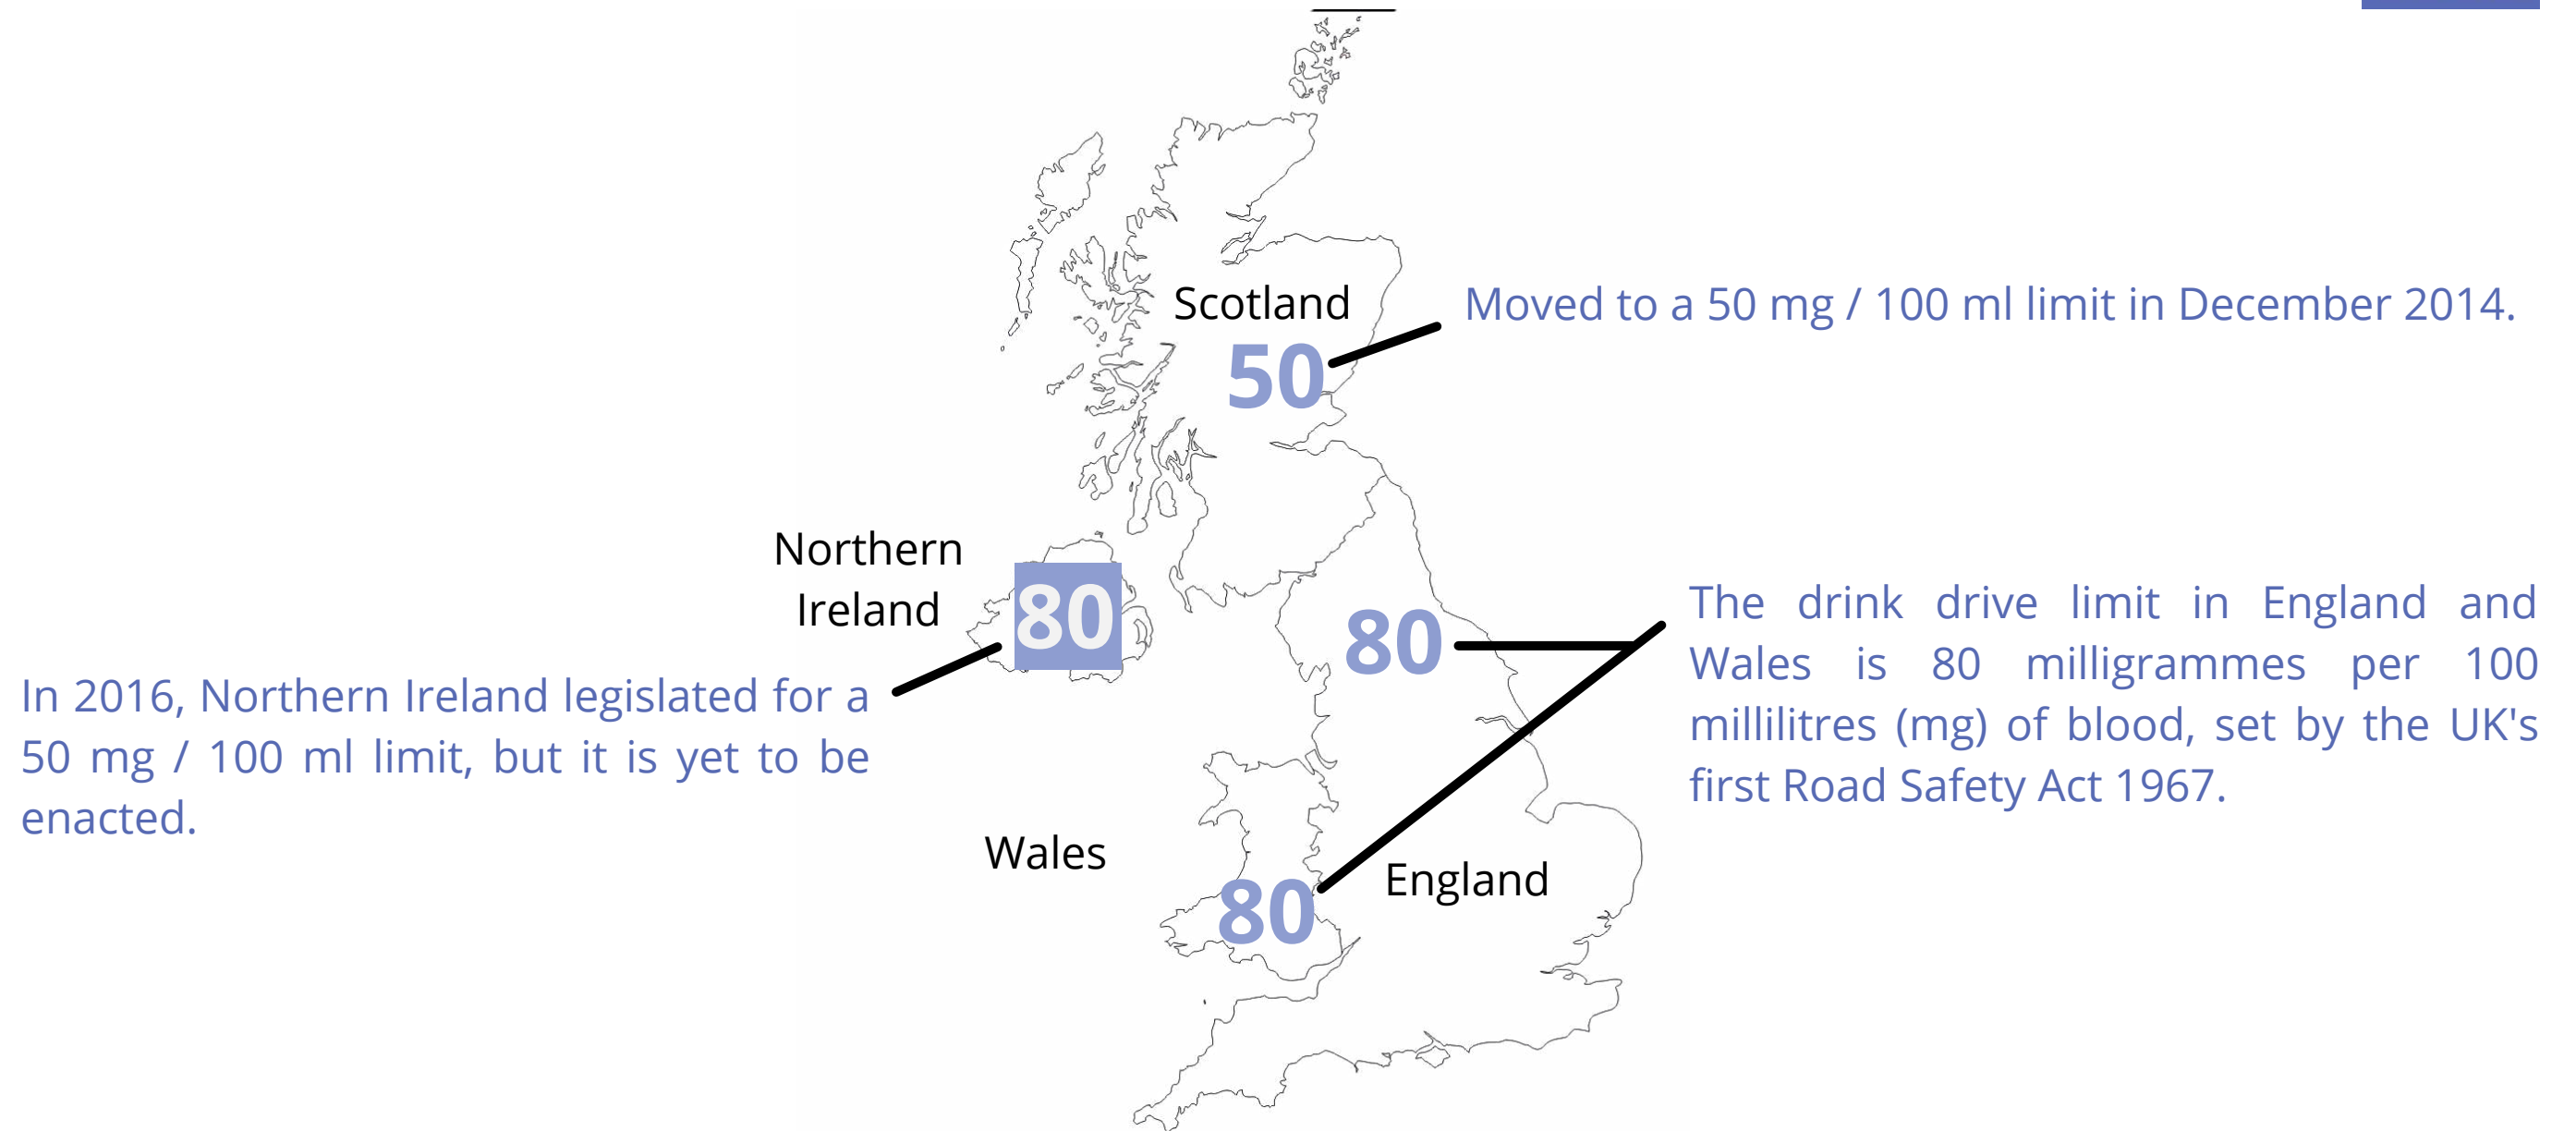 Scotland
50
Moved to a 50 mg / 100 ml limit in December 2014.
Northern
Ireland
80
In 2016, Northern Ireland legislated for a
50 mg / 100 ml limit, but it is yet to be
enacted.
80
The drink drive limit in England and
Wales is 80 milligrammes per 100
millilitres (mg) of blood, set by the UK's
first Road Safety Act 1967.
Wales
80
England